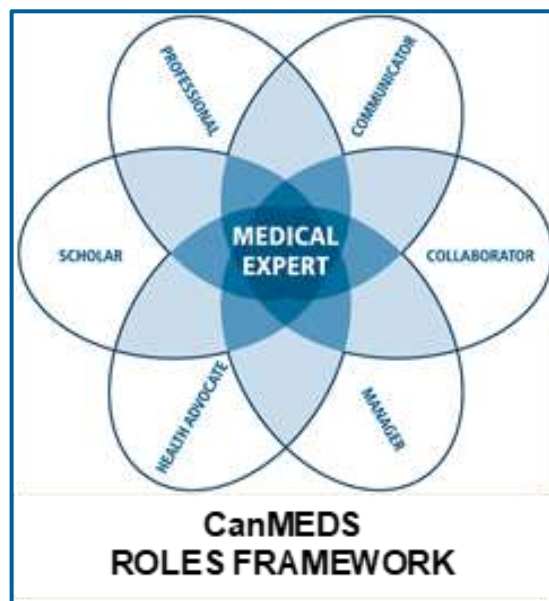 PROFESSIONAL
COMMUNICATOR
SCHOLAR
MEDICAL
EXPERT
COLLABORATOR
HEALTH ADVOCATE
MANAGER
CanMEDS
ROLES FRAMEWORK